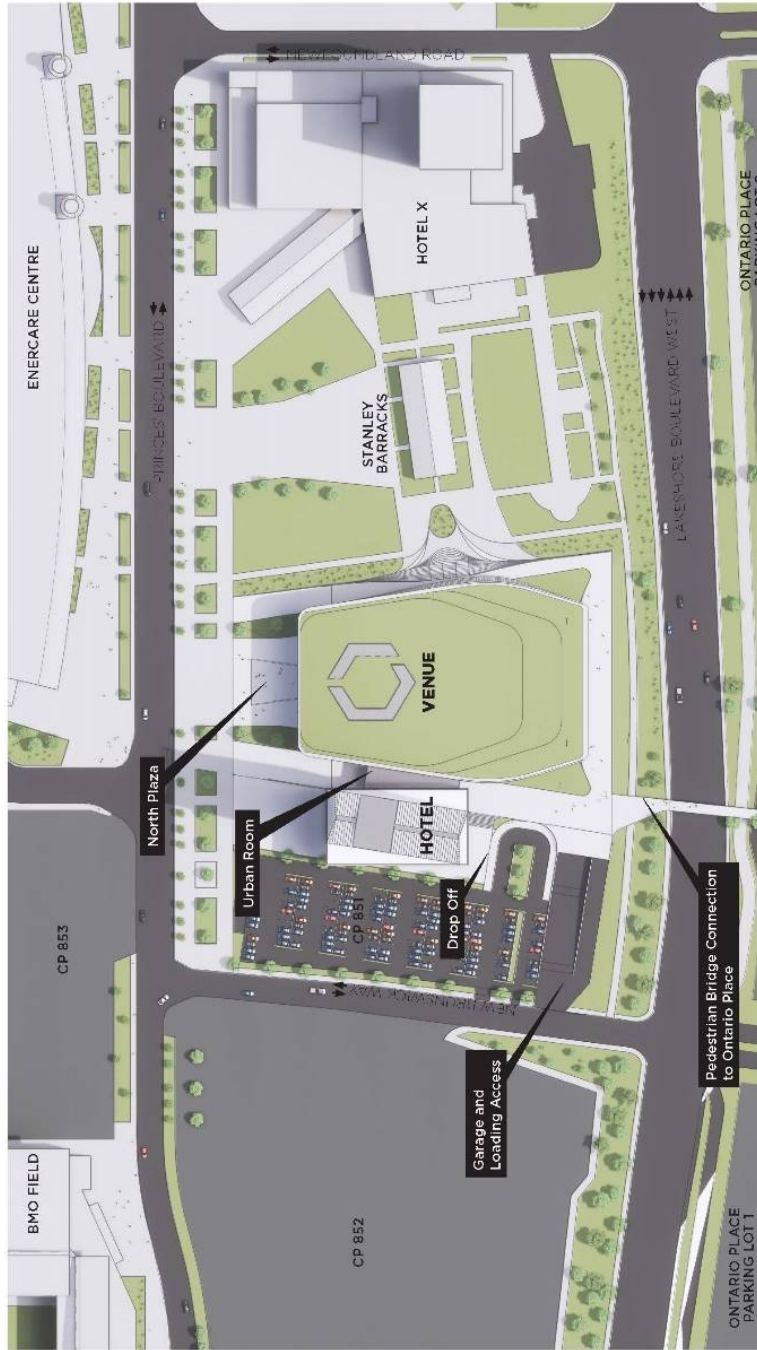 BMO FIELD
CP 853
ENERCARE CENTRE
PRINCES' BOULEVARD
North Plaza
Urban Room
CP 851
HOTEL
VENUE
STANLEY
BARRACKS
HOTEL X
NEWFOUNDLAND ROAD
NEW BRUNSWICK WAY
Drop Off
CP 852
Garage and
Loading Access
LAKESHORE BOULEVARD WEST
Pedestrian Bridge Connection
to Ontario Place
ONTARIO PLACE
PARKING LOT 1
ONTARIO PLACE